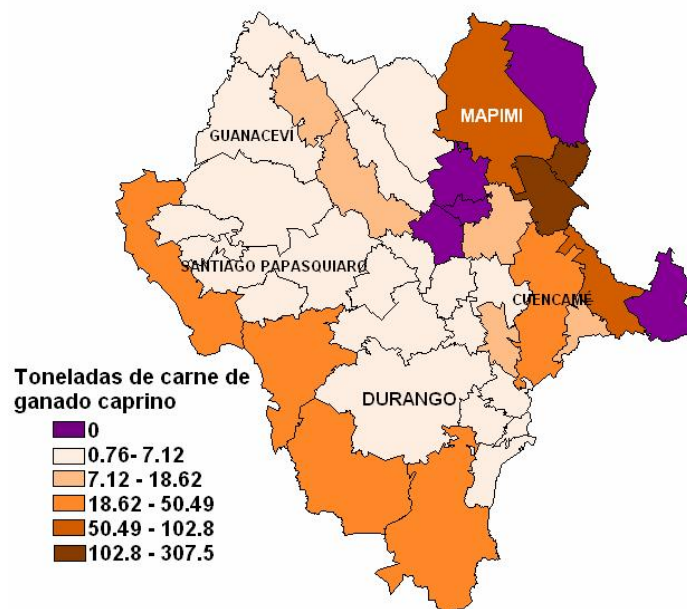 MAPIMI
GUANACEVÍ
SANTIAGO PAPASQUIARO
CUENCAMÉ
DURANGO
Toneladas de carne de
ganado caprino
0
0.76- 7.12
7.12 - 18.62
18.62 - 50.49
50.49 - 102.8
102.8 - 307.5